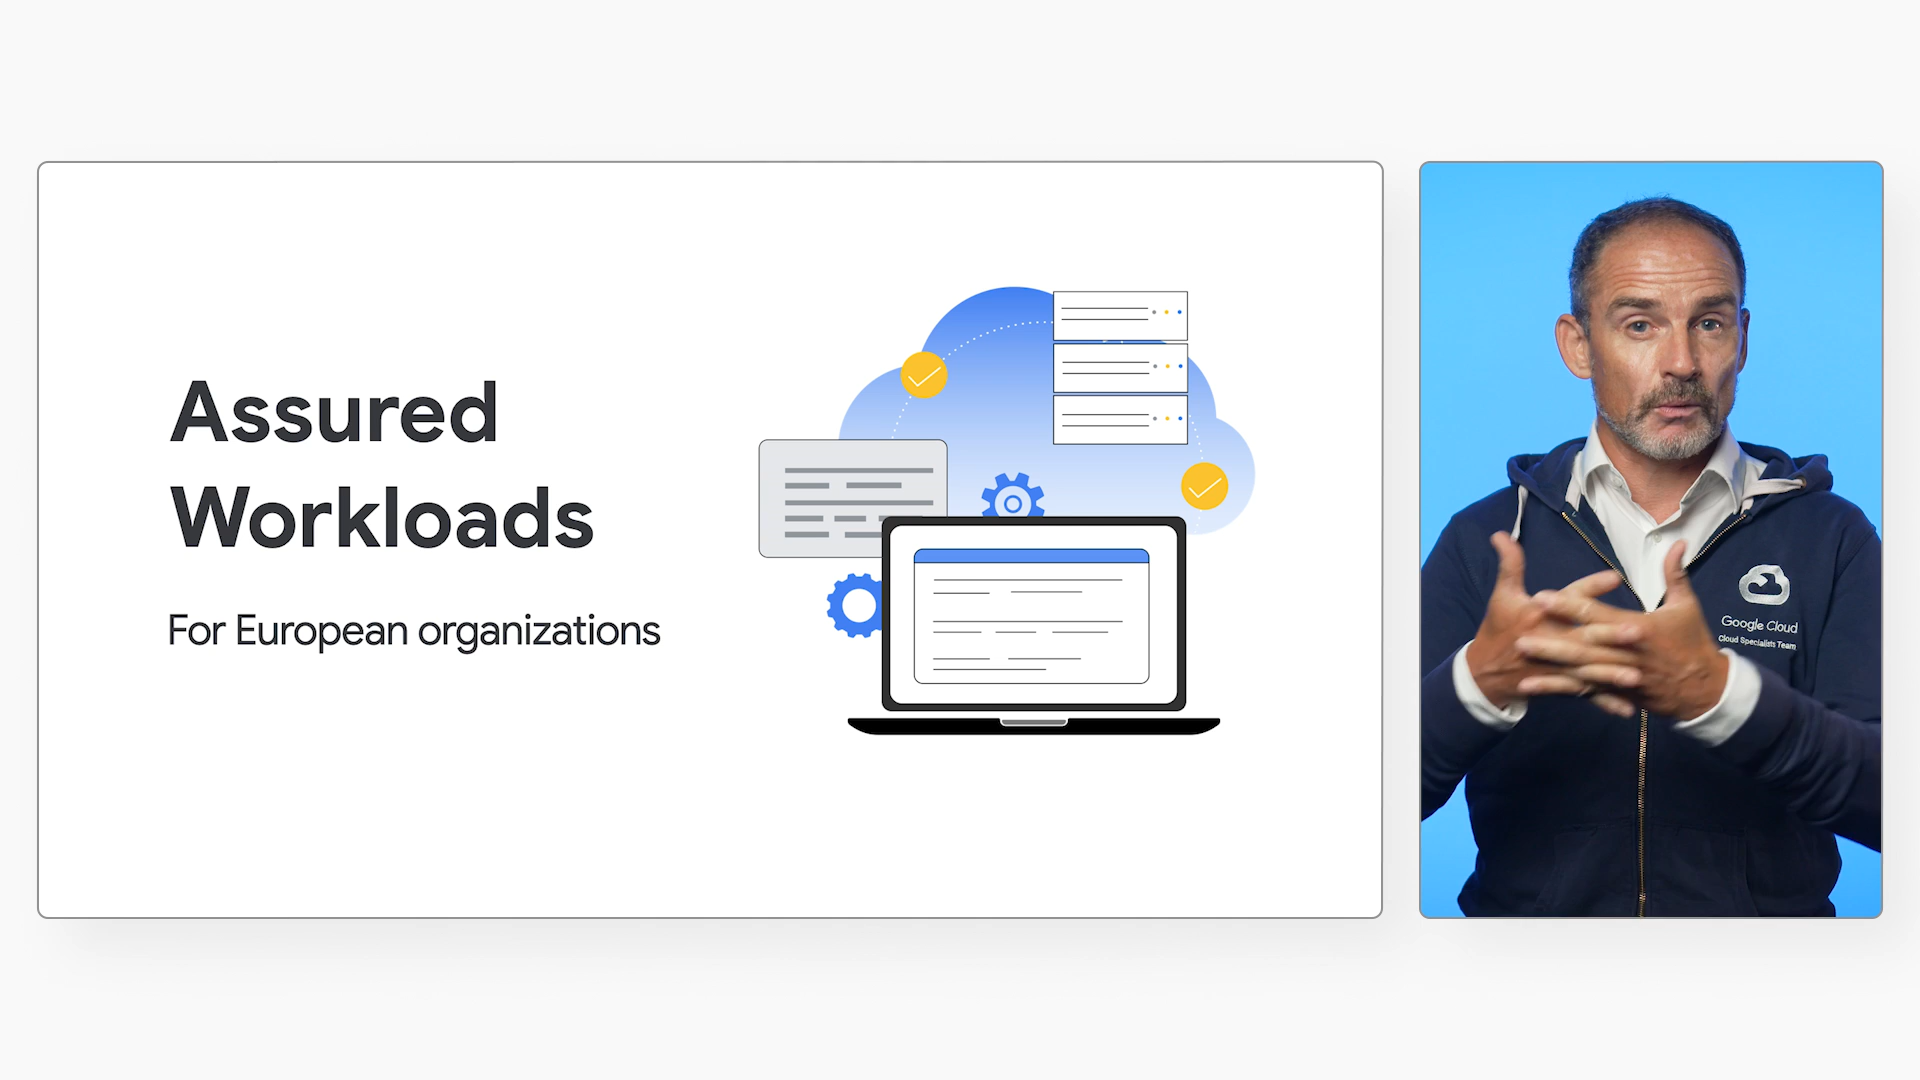 Assured
Workloads
For European organizations
Google Cloud
Cloud Specialists Team